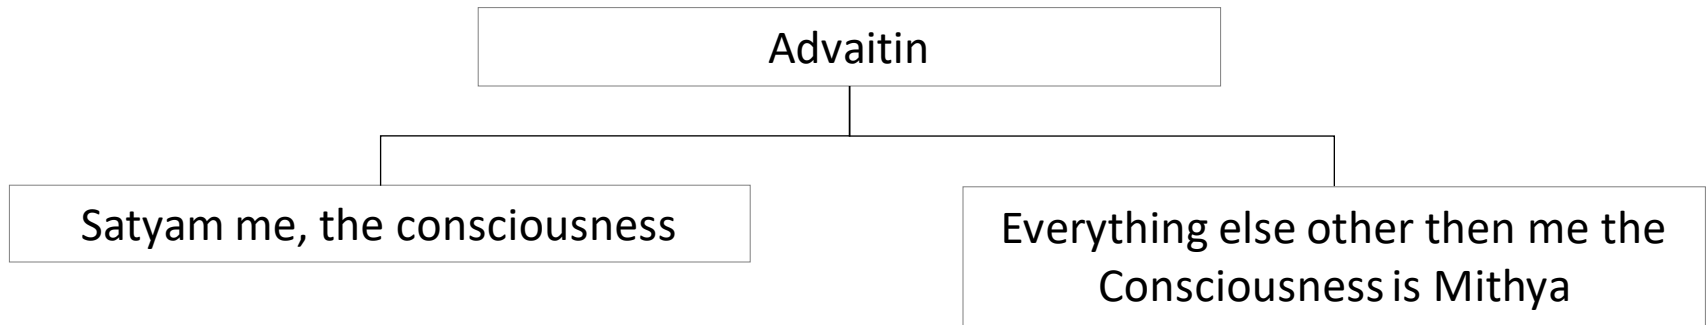 Advaitin
Satyam me, the consciousness
Everything else other then me the
Consciousness is Mithya